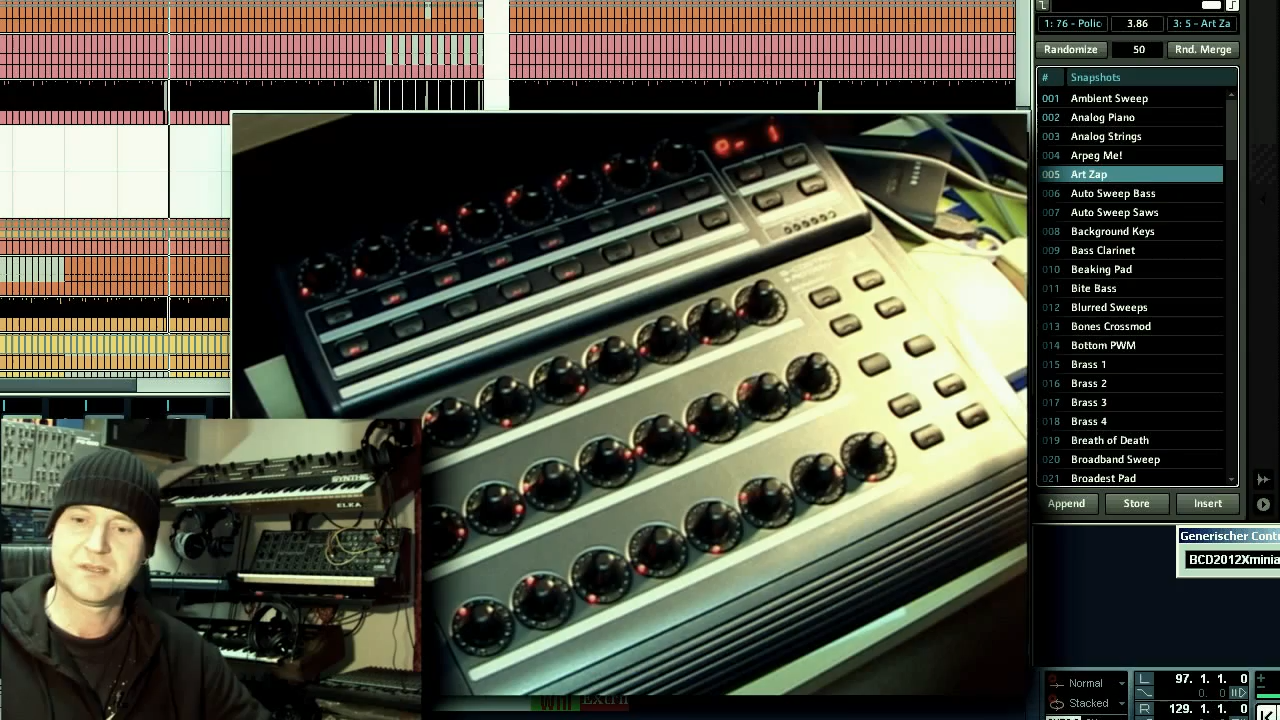 1: 76 - Polic 3.86 3: 5 - Art Za
Randomize 50 Rnd. Merge
# Snapshots
001 Ambient Sweep
002 Analog Piano
003 Analog Strings
004 Arpeg Me!
005 Art Zap
006 Auto Sweep Bass
007 Auto Sweep Saws
008 Background Keys
009 Bass Clarinet
010 Beaking Pad
011 Bite Bass
012 Blurred Sweeps
013 Bones Crossmod
014 Bottom PWM
015 Brass 1
016 Brass 2
017 Brass 3
018 Brass 4
019 Breath of Death
020 Broadband Sweep
021 Broadest Pad
Append Store Insert
Generischer Cont
BCD2012Xminia
Normal L 97. 1. 1. 0
0. 0
Stacked R 129. 1. 1. 0
SYNTHE
ELKA